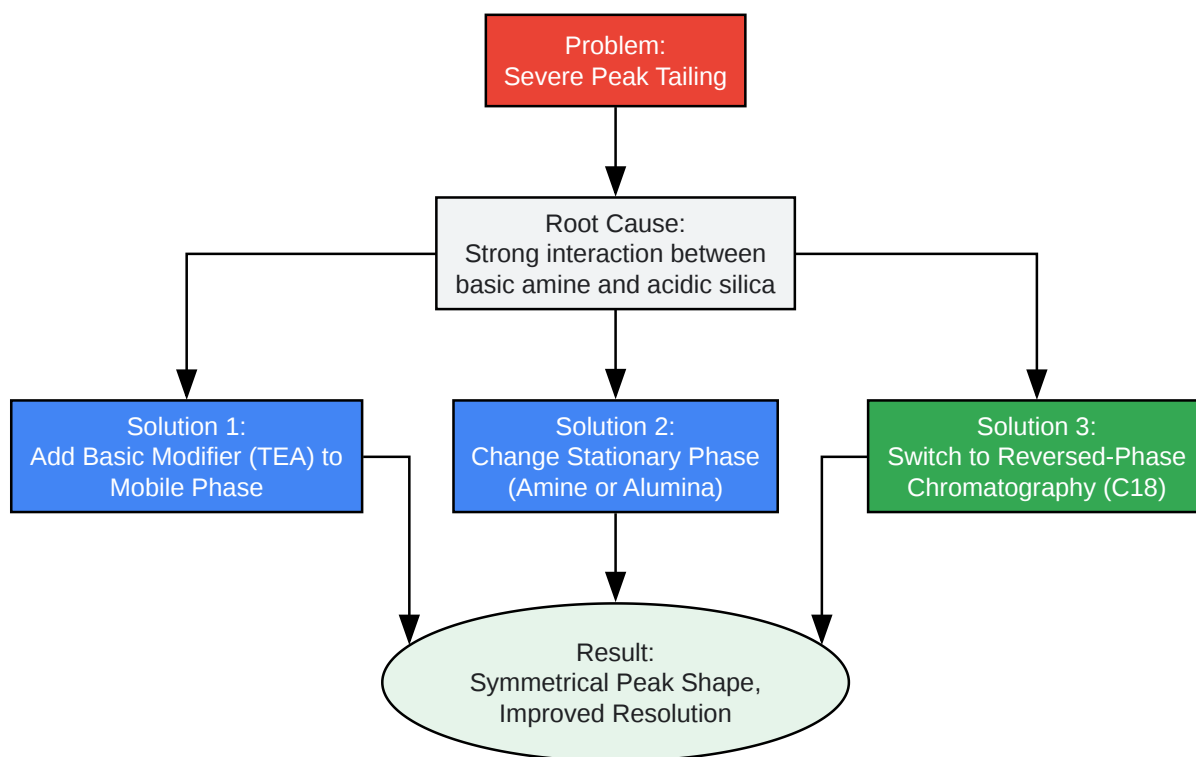 Problem:
Severe Peak Tailing
Root Cause:
Strong interaction between
basic amine and acidic silica
Solution 1:
Add Basic Modifier (TEA) to
Mobile Phase
Solution 2:
Change Stationary Phase
(Amine or Alumina)
Solution 3:
Switch to Reversed-Phase
Chromatography (C18)
Result:
Symmetrical Peak Shape,
Improved Resolution